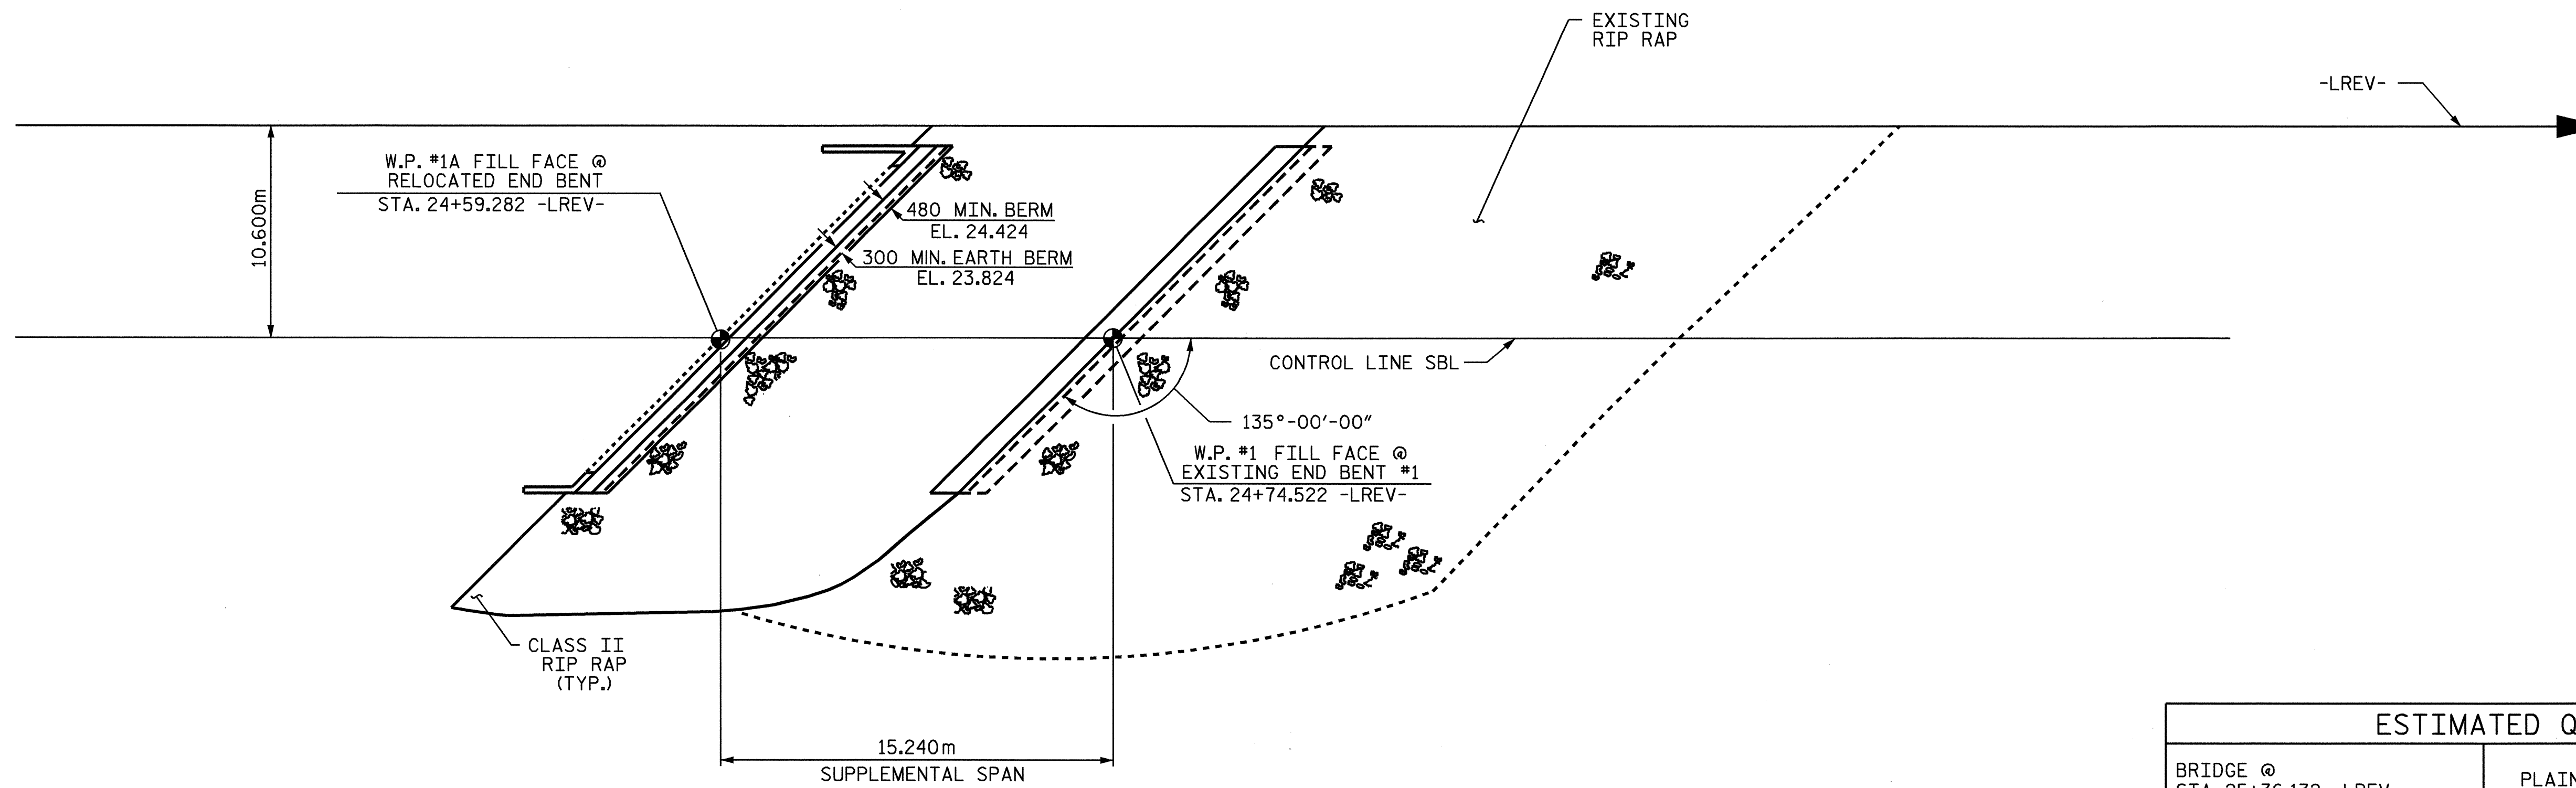 EXISTING
RIP RAP
-LREV-
W.P. #1A FILL FACE @
RELOCATED END BENT
STA. 24+59.282 -LREV-
10.600m
480 MIN. BERM
EL. 24.424
300 MIN. EARTH BERM
EL. 23.824
CONTROL LINE SBL
135°-00'-00"
W.P. #1 FILL FACE @
EXISTING END BENT #1
STA. 24+74.522 -LREV-
CLASS II
RIP RAP
(TYP.)
15.240m
SUPPLEMENTAL SPAN
ESTIMATED Q
BRIDGE @
PLAIN